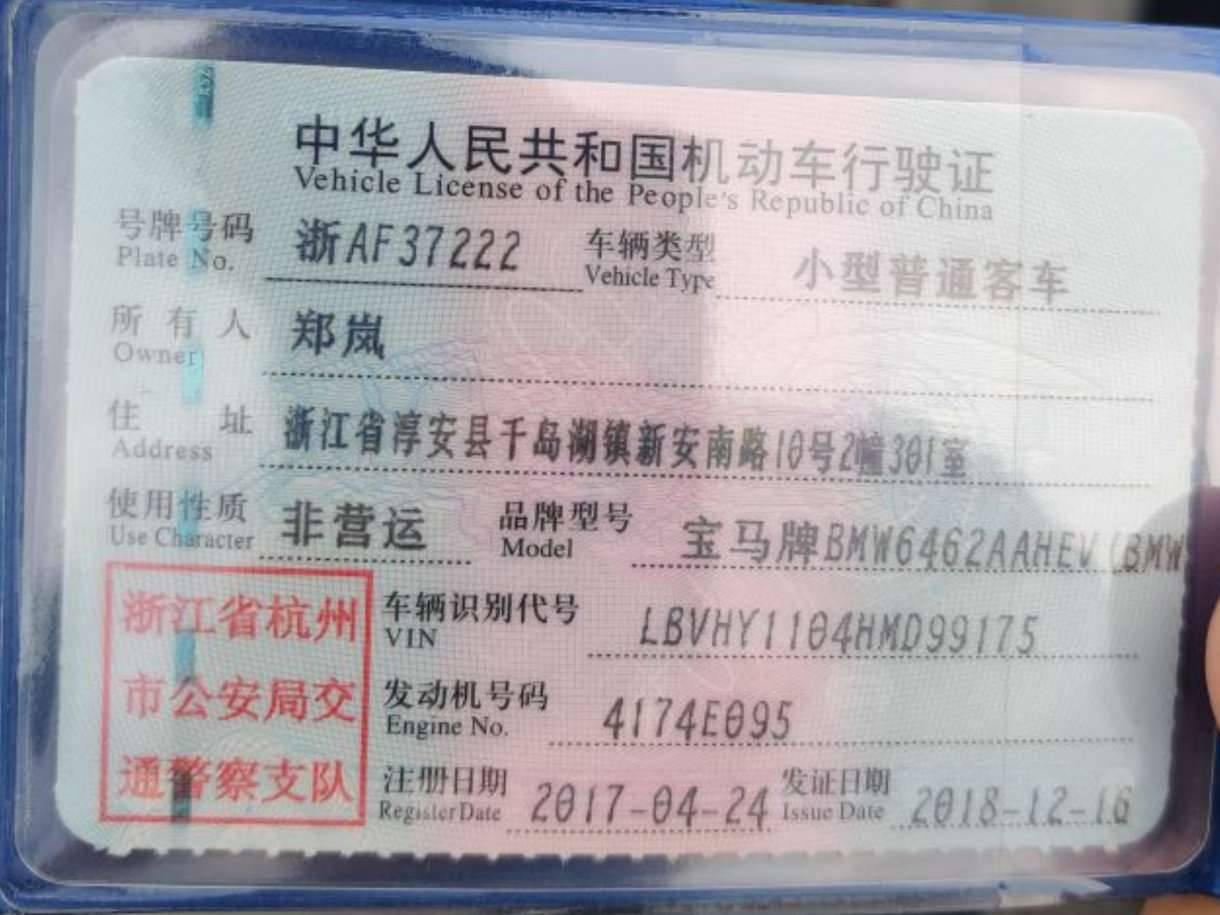 中华人民共和国机动车行驶证
Vehicle License of the People's Republic of China
号牌号码 浙AF37222 车辆类型 小型普通客车
Plate No. Vehicle Type
所有人 郑岚
Owner
住址 浙江省淳安县千岛湖镇新安南路10号2幢301室
Address
使用性质 非营运 品牌型号 宝马牌BMW6462AAHEV(BMW
Use Character Model
浙江省杭州
市公安局交
通警察支队
车辆识别代号 LBVHY1104HMD99175
VIN
发动机号码 4174E095
Engine No.
注册日期 2017-04-24 发证日期 2018-12-16
Register Date Issue Date